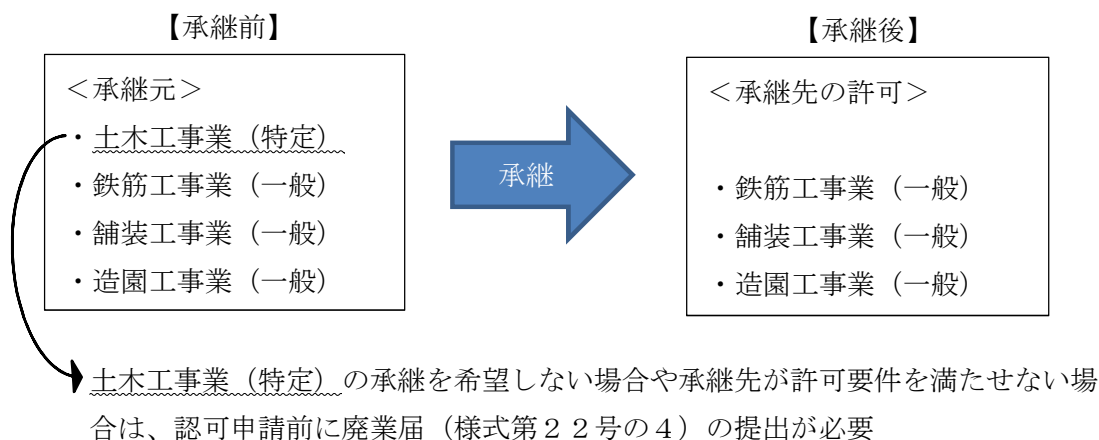 【承継前】
＜承継元＞
・土木工事業（特定）
・鉄筋工事業（一般）
・舗装工事業（一般）
・造園工事業（一般）
承継
【承継後】
＜承継先の許可＞
・鉄筋工事業（一般）
・舗装工事業（一般）
・造園工事業（一般）
土木工事業（特定）の承継を希望しない場合や承継先が許可要件を満たせない場
合は、認可申請前に廃業届（様式第２２号の４）の提出が必要